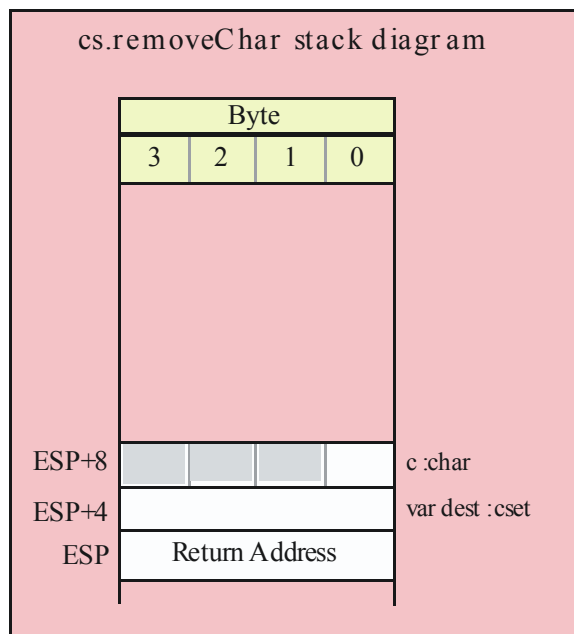 cs.removeChar stack diagram
Byte
3 2 1 0
ESP+8 c :char
ESP+4 var dest :cset
ESP Return Address